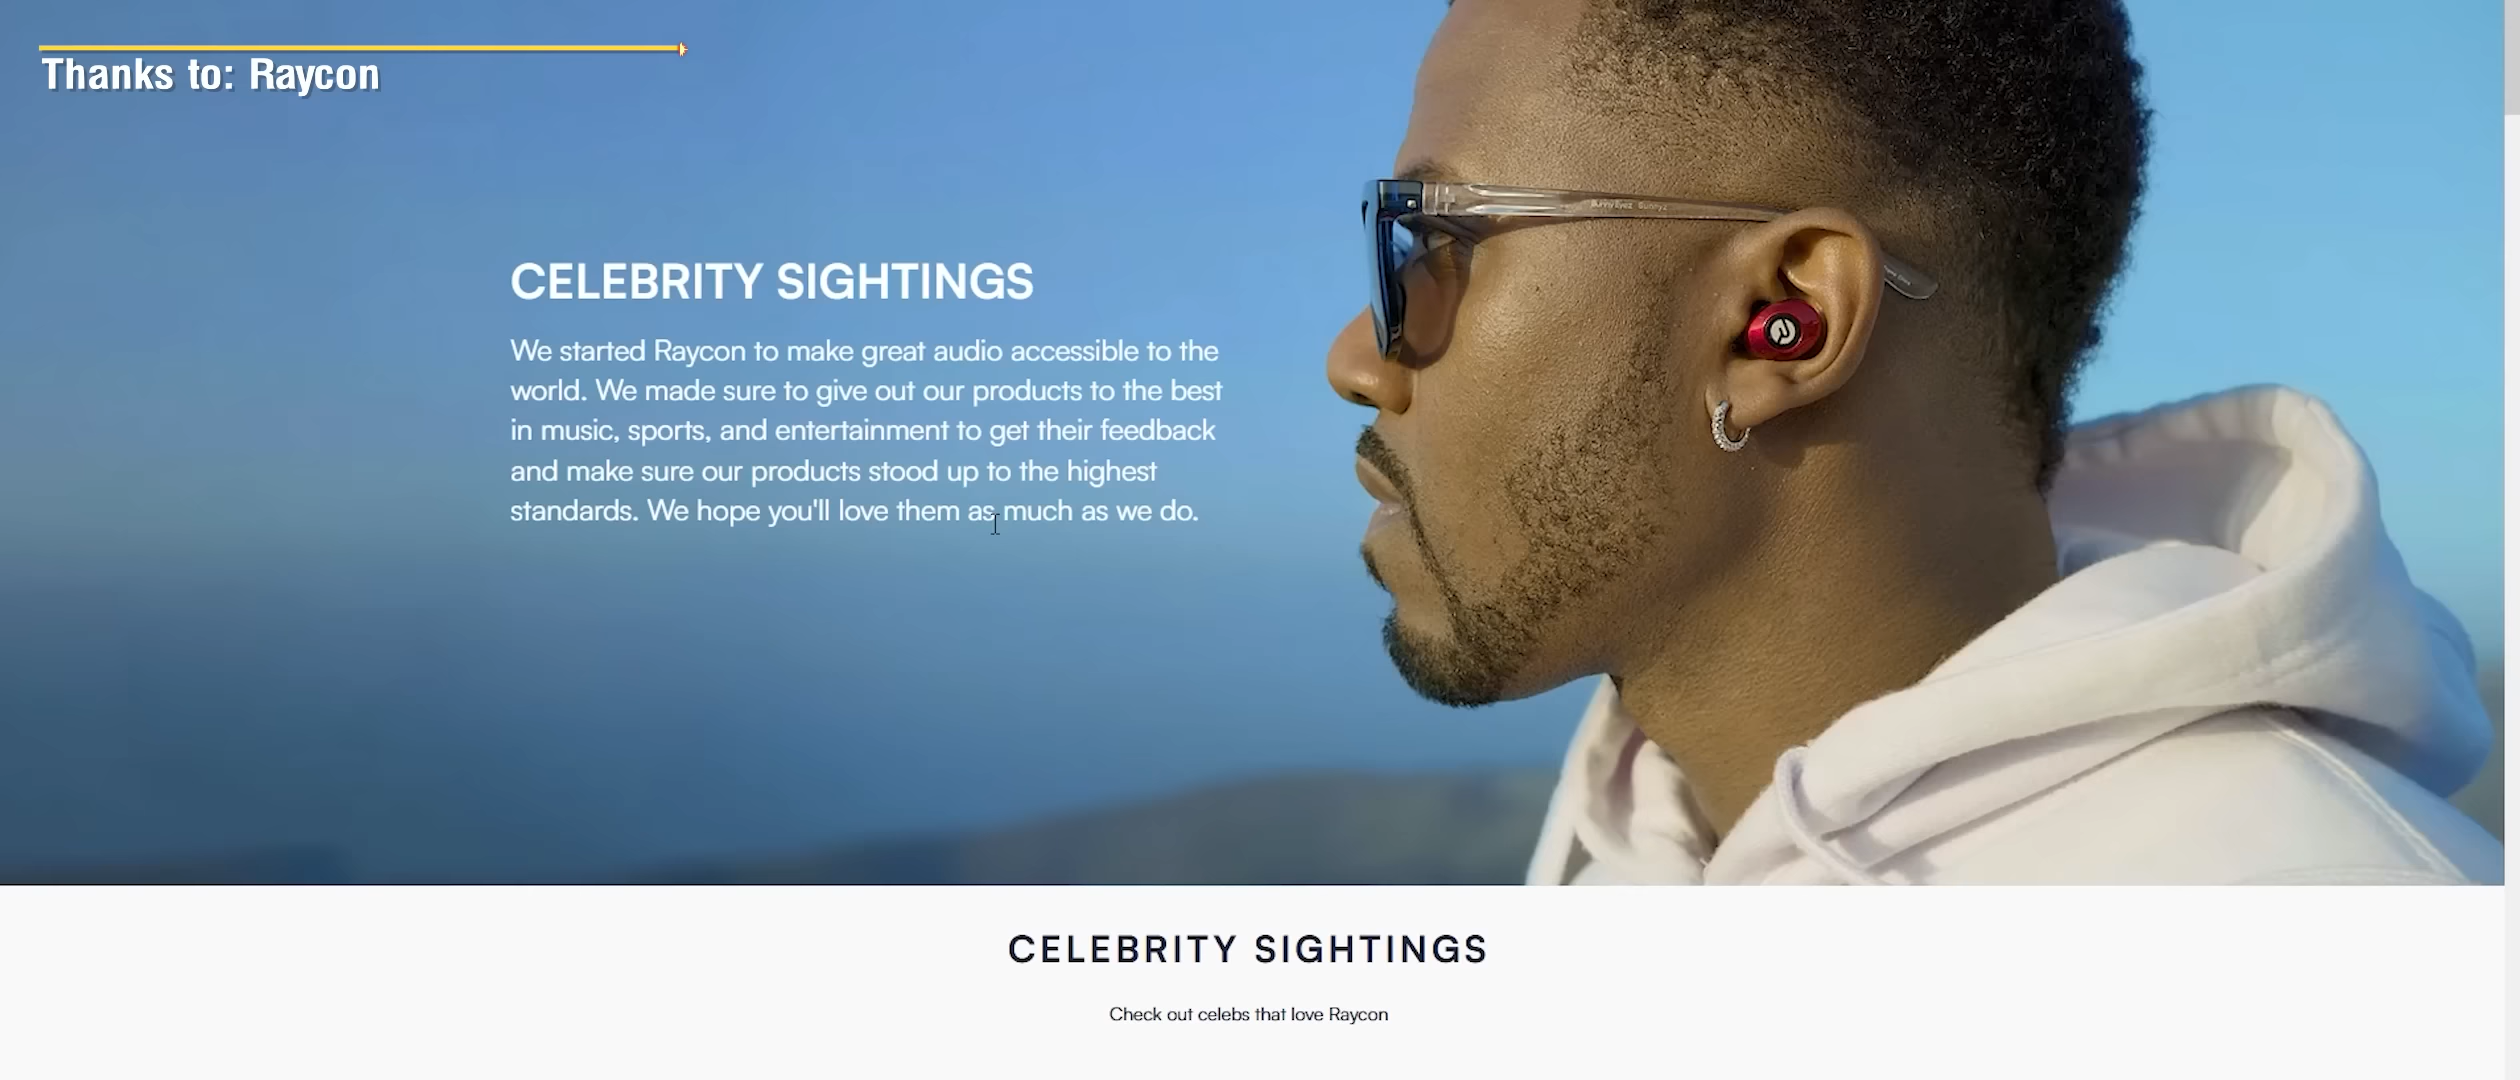 Thanks to: Raycon
CELEBRITY SIGHTINGS
We started Raycon to make great audio accessible to the
world. We made sure to give out our products to the best
in music, sports, and entertainment to get their feedback
and make sure our products stood up to the highest
standards. We hope you'll love them as much as we do.
CELEBRITY SIGHTINGS
Check out celebs that love Raycon